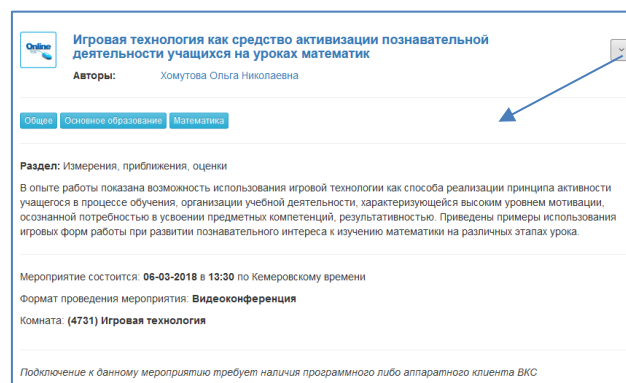 Online
Игровая технология как средство активизации познавательной
деятельности учащихся на уроках математик
Авторы: Хомутова Ольга Николаевна
Общее Основное образование Математика
Раздел: Измерения, приближения, оценки
В опыте работы показана возможность использования игровой технологии как способа реализации принципа активности
учащегося в процессе обучения, организации учебной деятельности, характеризующейся высоким уровнем мотивации,
осознанной потребностью в усвоении предметных компетенций, результативностью. Приведены примеры использования
игровых форм работы при развитии познавательного интереса к изучению математики на различных этапах урока.
Мероприятие состоится: 06-03-2018 в 13:30 по Кемеровскому времени
Формат проведения мероприятия: Видеоконференция
Комната: (4731) Игровая технология
Подключение к данному мероприятию требует наличия программного либо аппаратного клиента ВКС